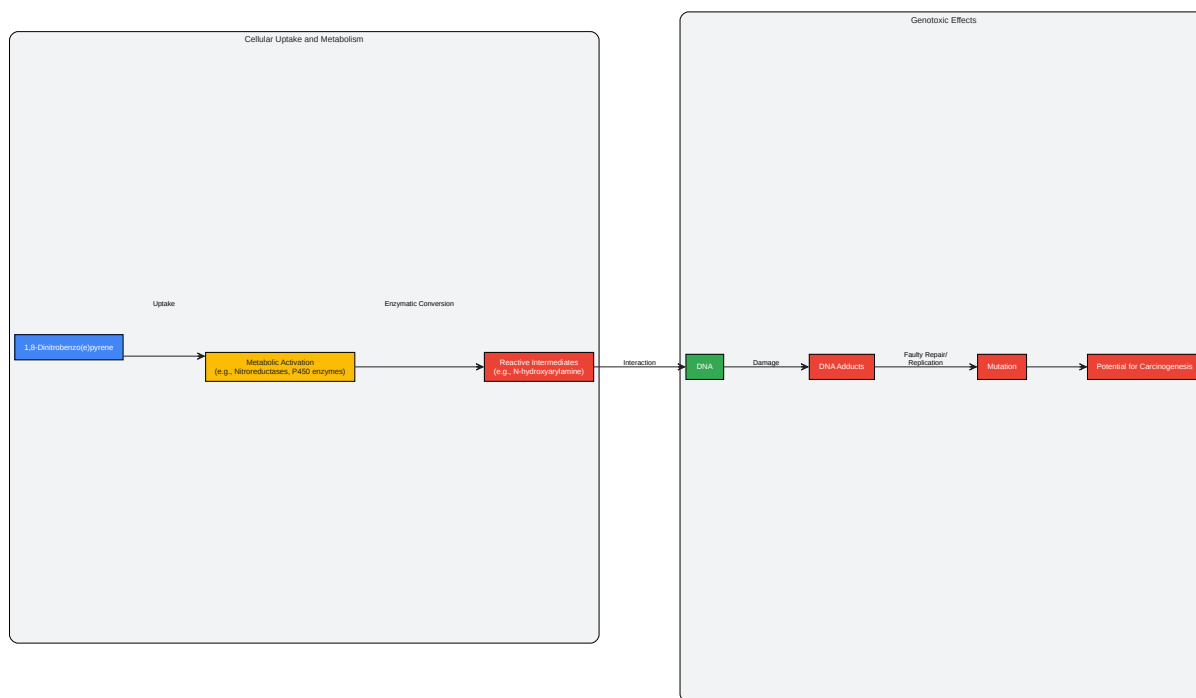 Cellular Uptake and Metabolism
Genotoxic Effects
Uptake
Enzymatic Conversion
1,8-Dinitrobenzo(e)pyrene
Metabolic Activation
(e.g., Nitroreductases, P450 enzymes)
Reactive Intermediates
(e.g., N-hydroxyarylamine)
Interaction
DNA
Damage
DNA Adducts
Faulty Repair/
Replication
Mutation
Potential for Carcinogenesis